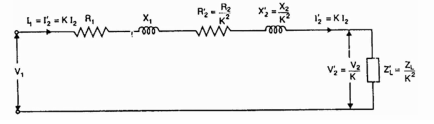 I₁ = I'₂ = K I₂
R₁
X₁
R'₂ = R₂/K²
X'₂ = X₂/K²
I'₂ = K I₂
V₁
V'₂ = V₂/K
Z'L = ZL/K²